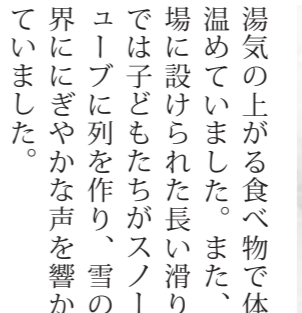 湯気の上がる食べ物で体
温めていました。また、
場に設けられた長い滑り
では子どもたちがスノー
ューブに列を作り、雪の
界ににぎやかな声を響か
ていました。